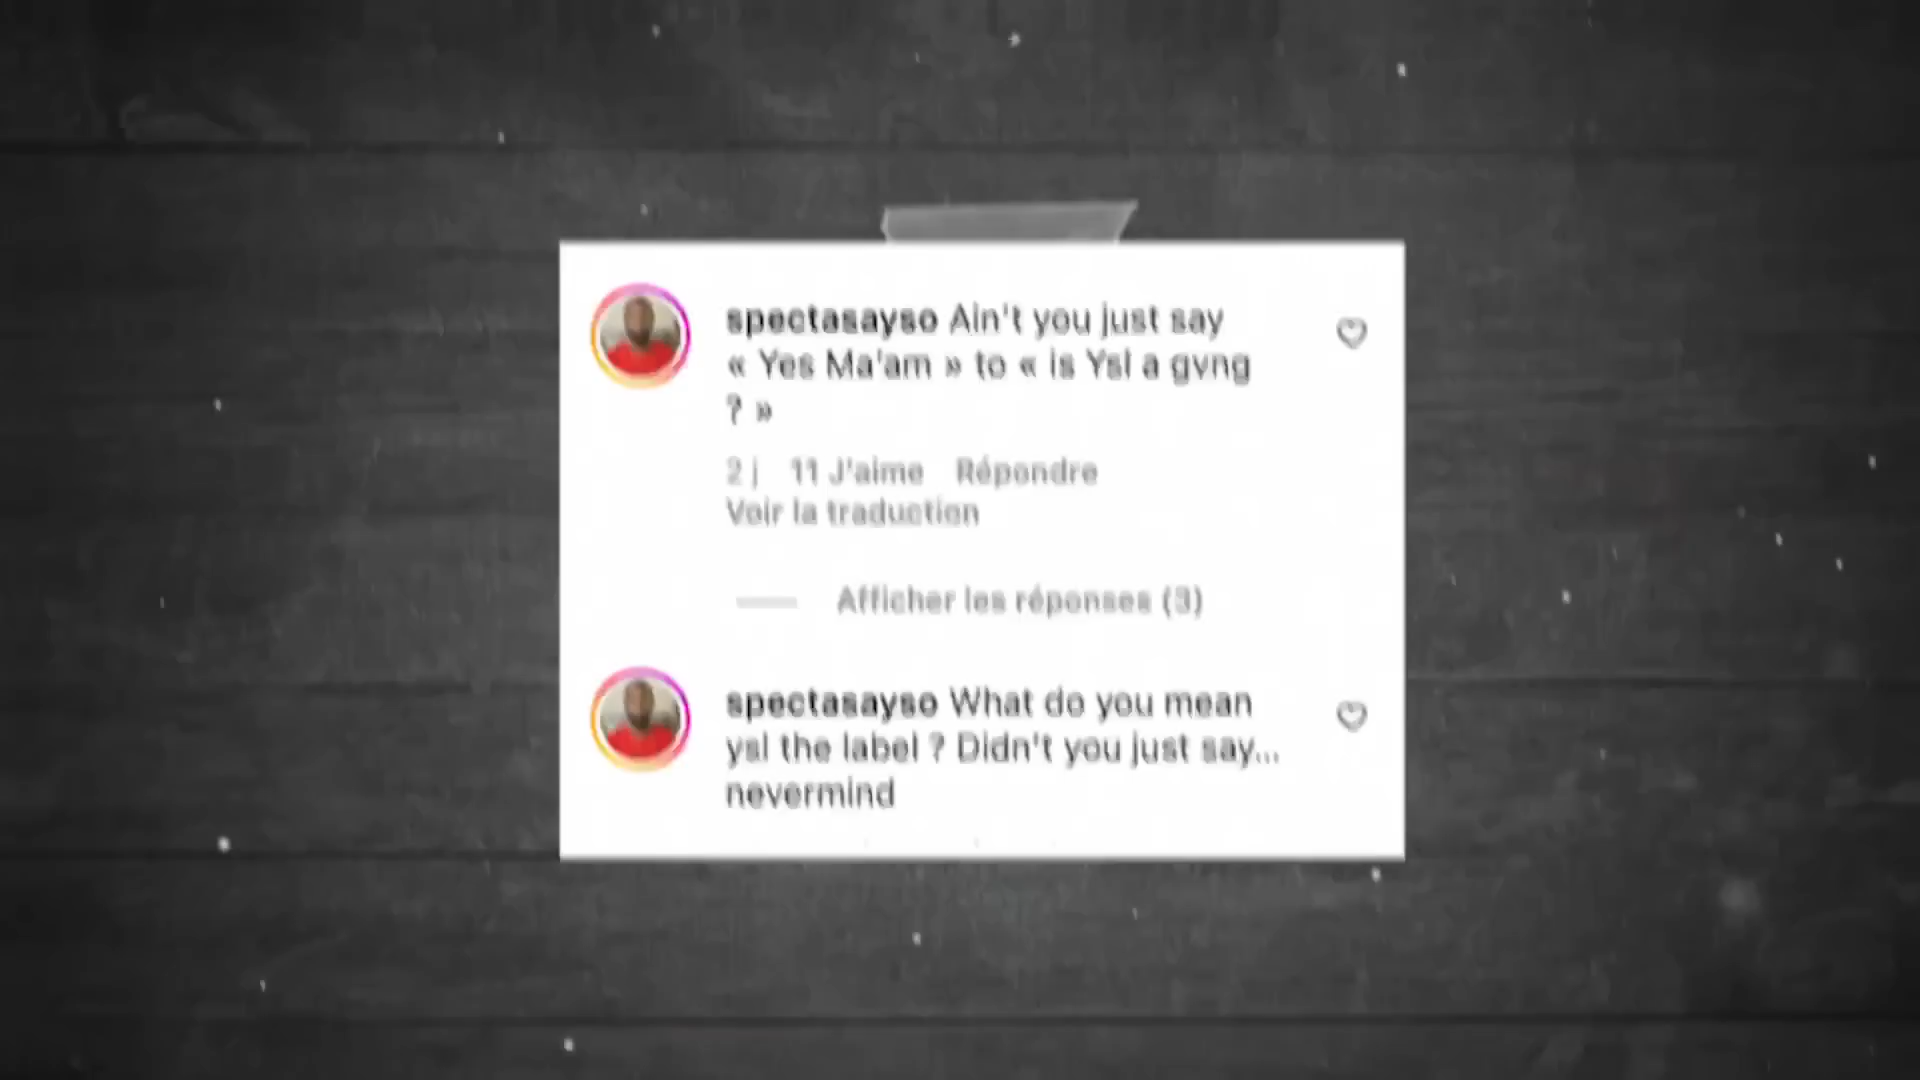 spectasayso Ain't you just say
« Yes Ma'am » to « is Ysl a gvng
? »
2 j 11 J'aime Répondre
Voir la traduction
Afficher les réponses (3)
spectasayso What do you mean
ysl the label ? Didn't you just say...
nevermind